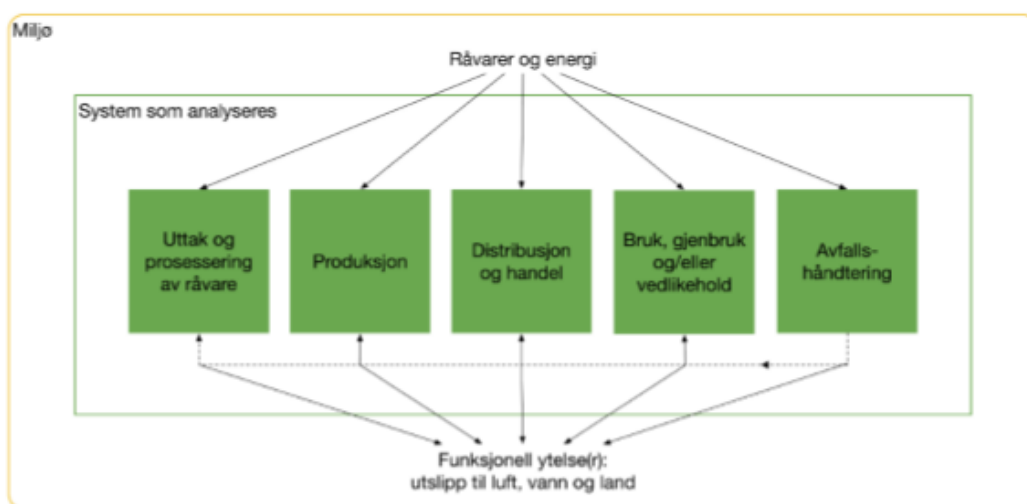 Miljø
Råvarer og energi
System som analyseres
Uttak og
prosessering
av råvare
Produksjon
Distribusjon
og handel
Bruk, gjenbruk
og/eller
vedlikehold
Avfalls-
håndtering
Funksjonell ytelse(r):
utslipp til luft, vann og land